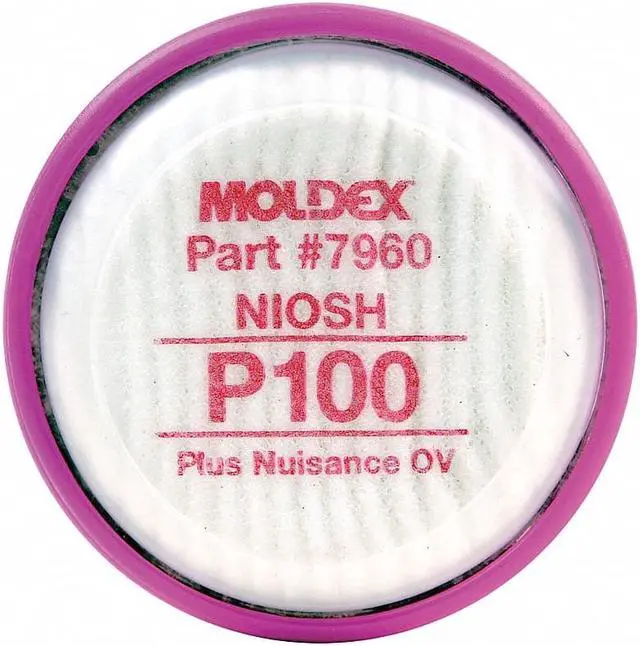 MOLDEX
Part #7960
NIOSH
P100
Plus Nuisance OV